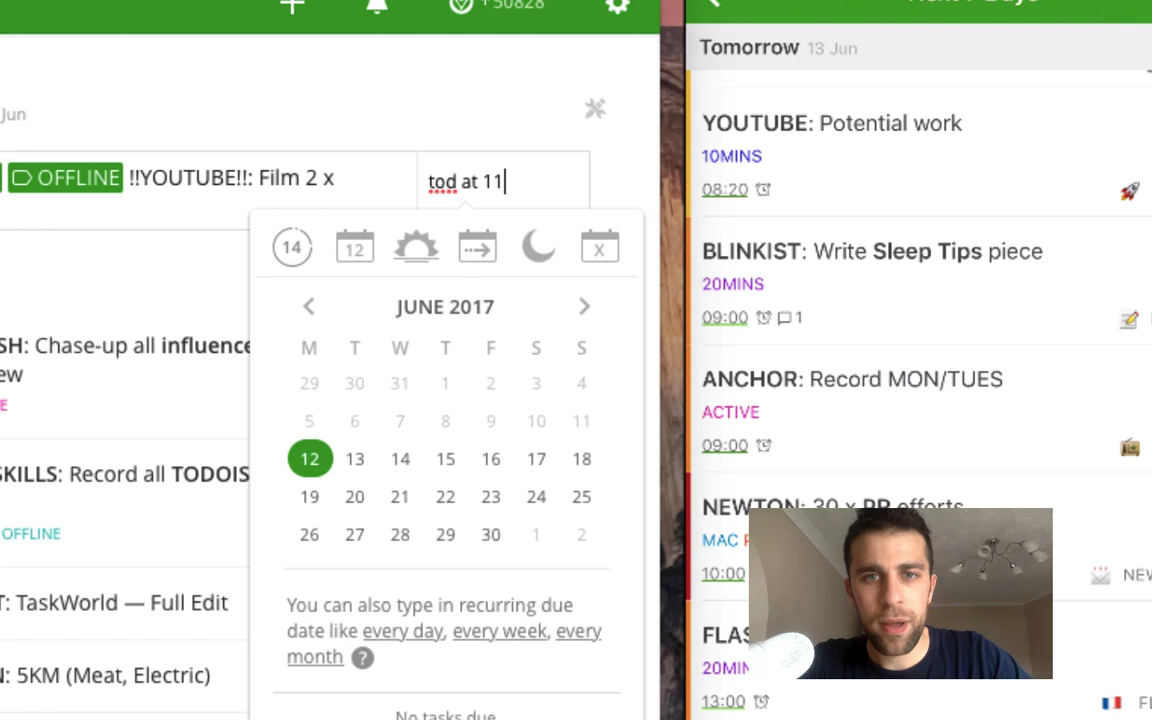 +50828
Jun
OFFLINE !!YOUTUBE!!: Film 2 x
tod at 11
14
12
X
JUNE 2017
M T W T F S S
29 30 31 1 2 3 4
5 6 7 8 9 10 11
12 13 14 15 16 17 18
19 20 21 22 23 24 25
26 27 28 29 30 1 2
You can also type in recurring due
date like every day, every week, every
month ?
No tasks due
SH: Chase-up all influence
ew
E
SKILLS: Record all TODOIS
OFFLINE
T: TaskWorld — Full Edit
N: 5KM (Meat, Electric)
Tomorrow 13 Jun
YOUTUBE: Potential work
10MINS
08:20
BLINKIST: Write Sleep Tips piece
20MINS
09:00 1
ANCHOR: Record MON/TUES
ACTIVE
09:00
NEWTON: 30 x PR efforts
MAC
10:00 NEW
FLAS
20MIN
13:00 FL